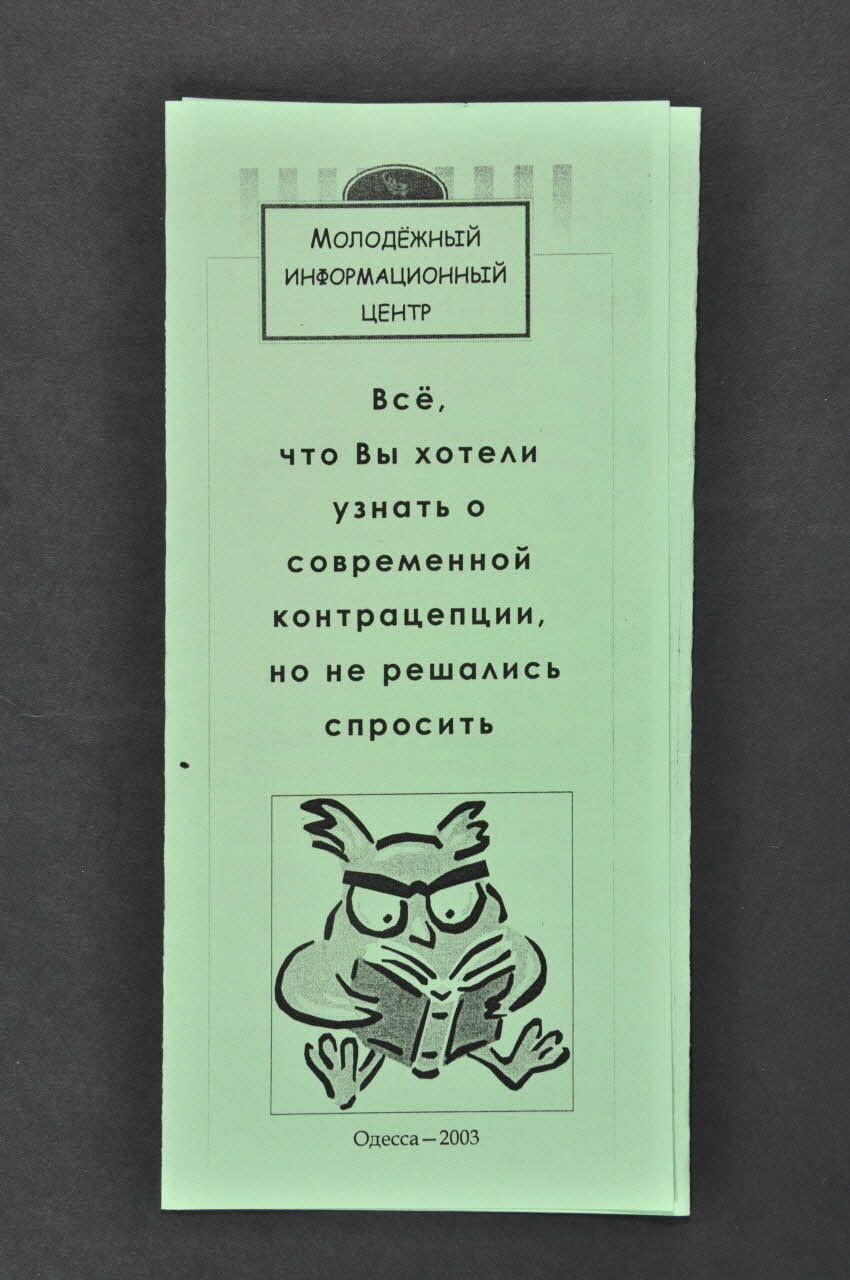 Молодёжный
информационный
центр
Всё,
что Вы хотели
узнать о
современной
контрацепции,
но не решались
спросить
Одесса — 2003